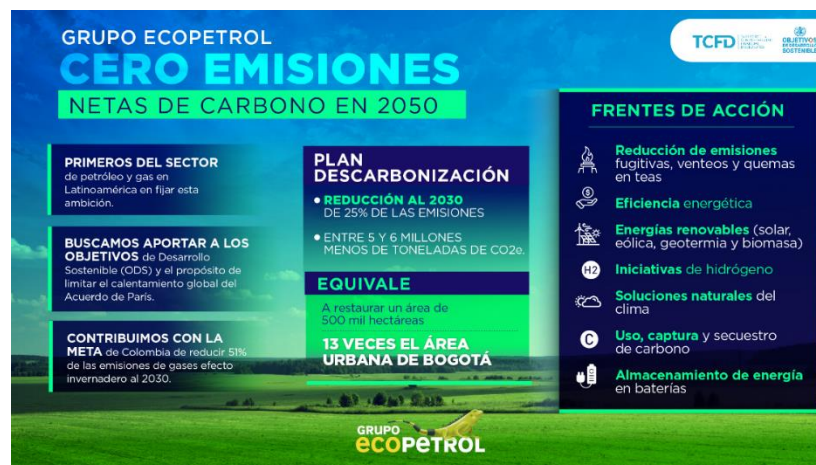 GRUPO ECOPETROL
CERO EMISIONES
NETAS DE CARBONO EN 2050
TCFD
OBJETIVOS
DE DESARROLLO
SOSTENIBLE
PRIMEROS DEL SECTOR
de petróleo y gas en
Latinoamérica en fijar esta
ambición.
BUSCAMOS APORTAR A LOS
OBJETIVOS de Desarrollo
Sostenible (ODS) y el propósito de
limitar el calentamiento global del
Acuerdo de París.
CONTRIBUIMOS CON LA
META de Colombia de reducir 51%
de las emisiones de gases efecto
invernadero al 2030.
PLAN
DESCARBONIZACIÓN
• REDUCCIÓN AL 2030
DE 25% DE LAS EMISIONES
• ENTRE 5 Y 6 MILLONES
MENOS DE TONELADAS DE CO2e.
EQUIVALE
A restaurar un área de
500 mil hectáreas
13 VECES EL ÁREA
URBANA DE BOGOTÁ
FRENTES DE ACCIÓN
Reducción de emisiones
fugitivas, venteos y quemas
en teas
Eficiencia energética
Energías renovables (solar,
eólica, geotermia y biomasa)
H2 Iniciativas de hidrógeno
Soluciones naturales del
clima
C Uso, captura y secuestro
de carbono
Almacenamiento de energía
en baterías
GRUPO
ecopetrol